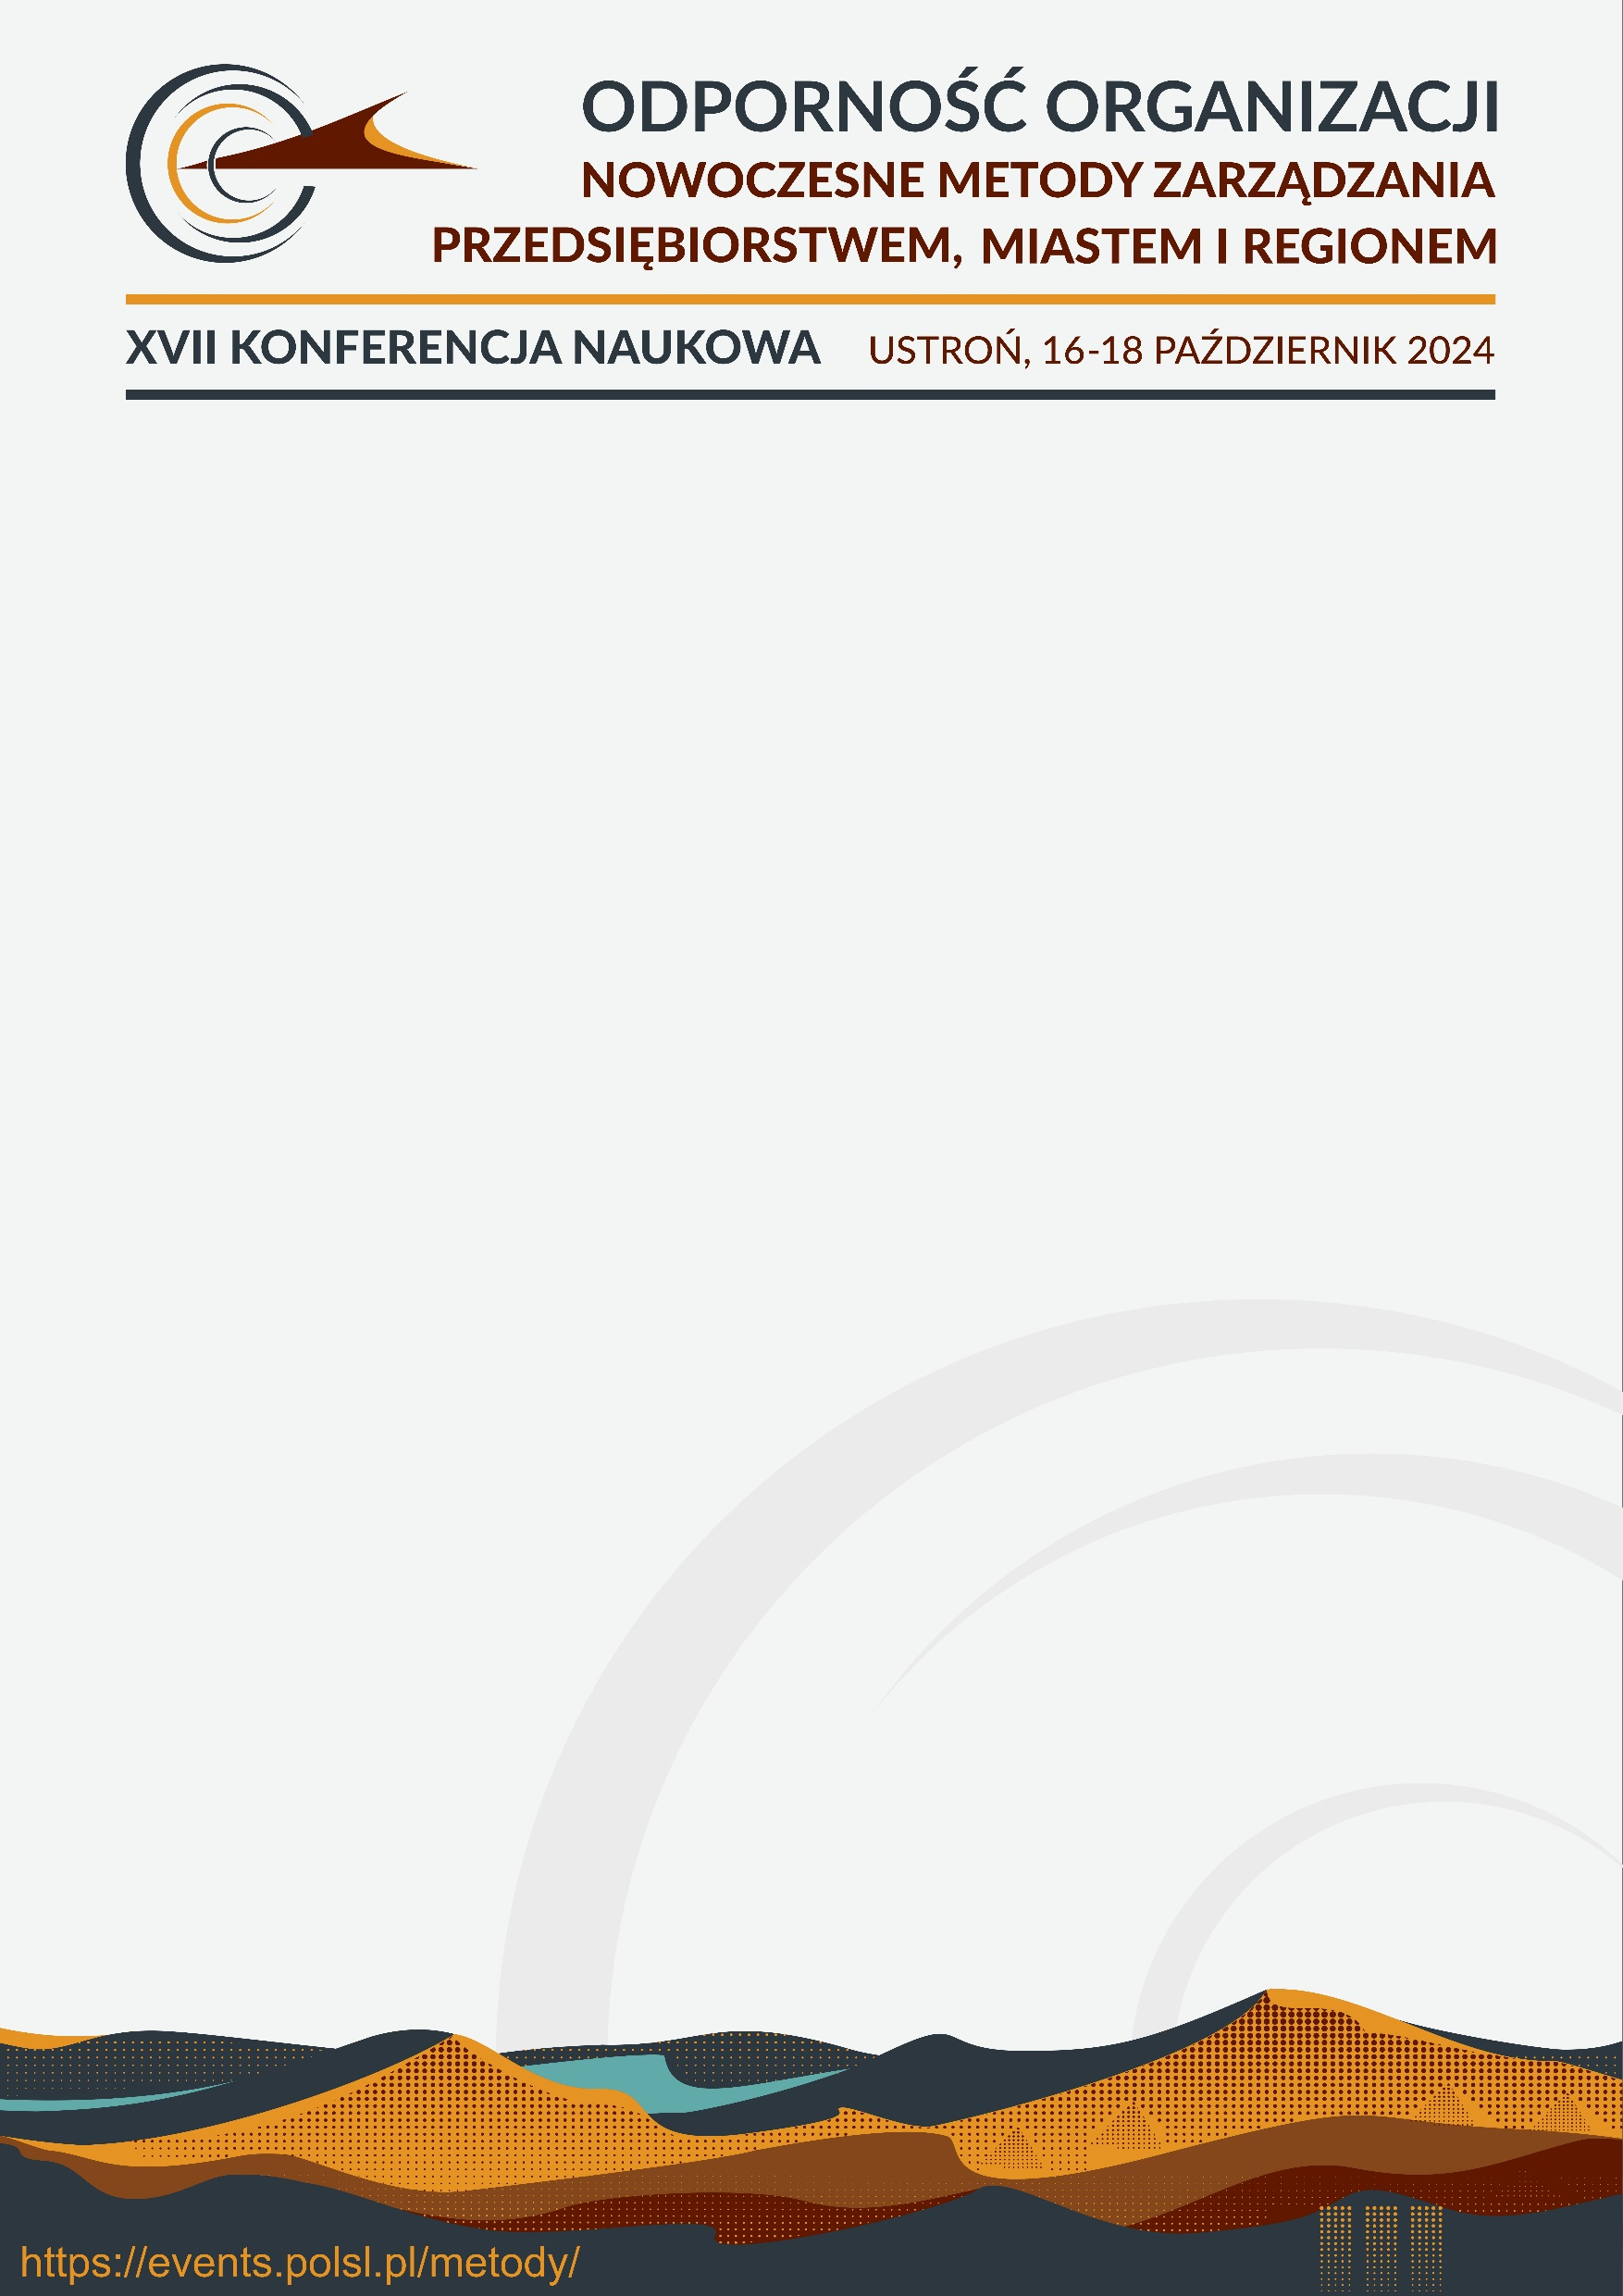 ODPORNOŚĆ ORGANIZACJI
NOWOCZESNE METODY ZARZĄDZANIA
PRZEDSIĘBIORSTWEM, MIASTEM I REGIONEM
XVII KONFERENCJA NAUKOWA USTROŃ, 16-18 PAŹDZIERNIK 2024
https://events.polsl.pl/metody/